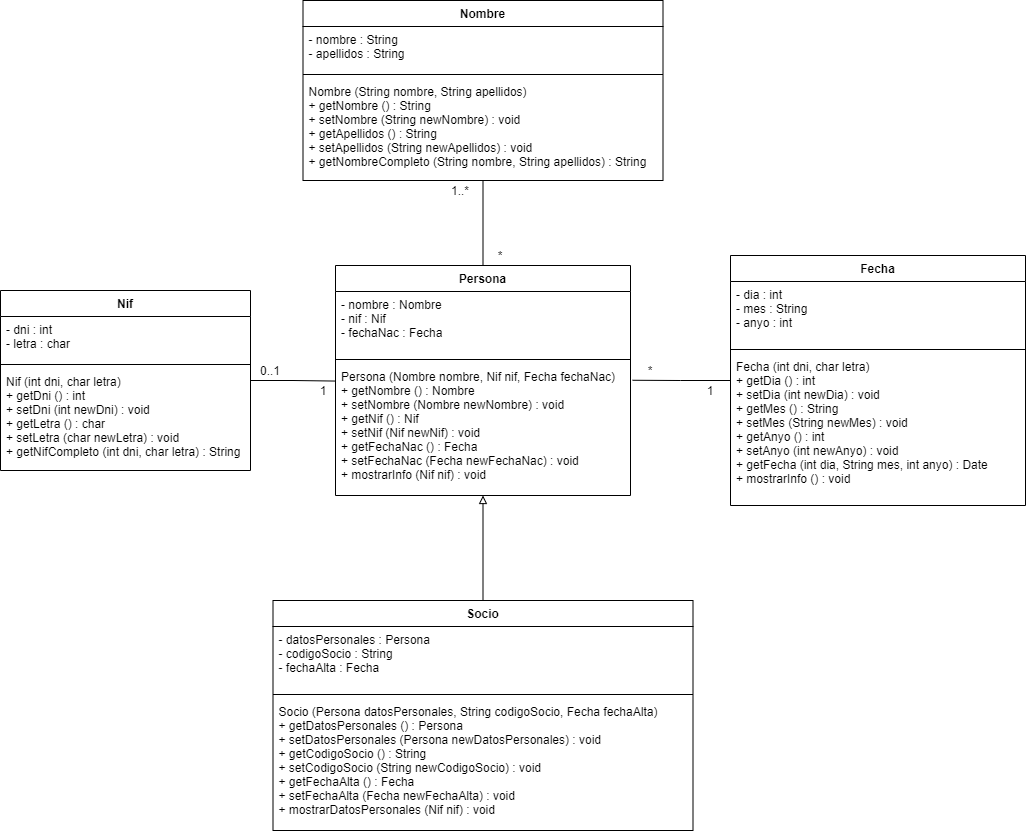 Nombre
- nombre : String
- apellidos : String
Nombre (String nombre, String apellidos)
+ getNombre () : String
+ setNombre (String newNombre) : void
+ getApellidos () : String
+ setApellidos (String newApellidos) : void
+ getNombreCompleto (String nombre, String apellidos) : String
1..*
*
Nif
- dni : int
- letra : char
Nif (int dni, char letra)
+ getDni () : int
+ setDni (int newDni) : void
+ getLetra () : char
+ setLetra (char newLetra) : void
+ getNifCompleto (int dni, char letra) : String
0..1
1
Persona
- nombre : Nombre
- nif : Nif
- fechaNac : Fecha
Persona (Nombre nombre, Nif nif, Fecha fechaNac)
+ getNombre () : Nombre
+ setNombre (Nombre newNombre) : void
+ getNif () : Nif
+ setNif (Nif newNif) : void
+ getFechaNac () : Fecha
+ setFechaNac (Fecha newFechaNac) : void
+ mostrarInfo (Nif nif) : void
*
1
Fecha
- dia : int
- mes : String
- anyo : int
Fecha (int dni, char letra)
+ getDia () : int
+ setDia (int newDia) : void
+ getMes () : String
+ setMes (String newMes) : void
+ getAnyo () : int
+ setAnyo (int newAnyo) : void
+ getFecha (int dia, String mes, int anyo) : Date
+ mostrarInfo () : void
Socio
- datosPersonales : Persona
- codigoSocio : String
- fechaAlta : Fecha
Socio (Persona datosPersonales, String codigoSocio, Fecha fechaAlta)
+ getDatosPersonales () : Persona
+ setDatosPersonales (Persona newDatosPersonales) : void
+ getCodigoSocio () : String
+ setCodigoSocio (String newCodigoSocio) : void
+ getFechaAlta () : Fecha
+ setFechaAlta (Fecha newFechaAlta) : void
+ mostrarDatosPersonales (Nif nif) : void